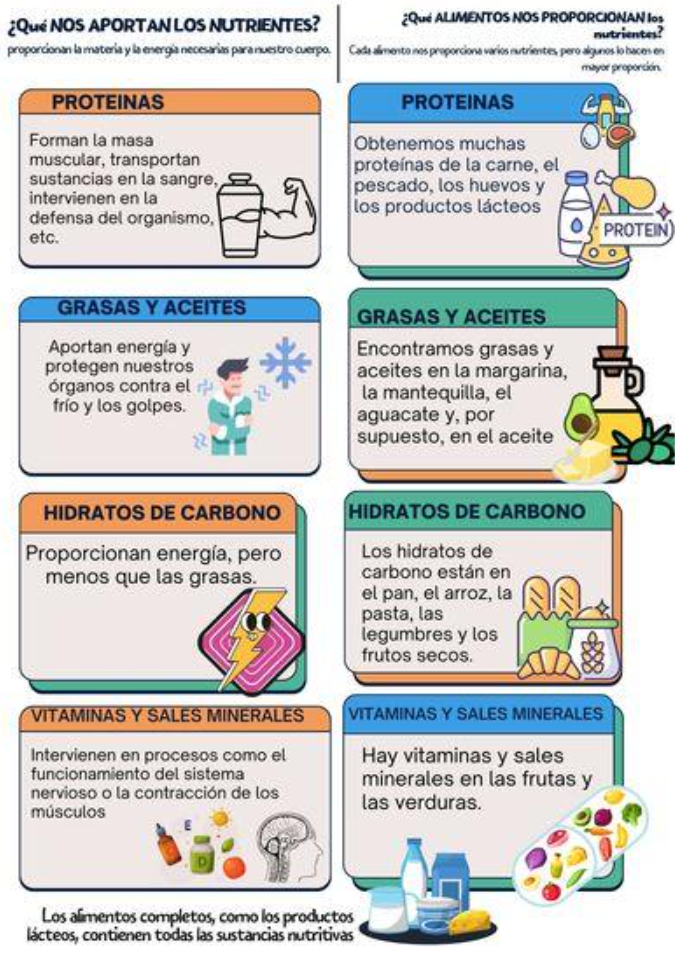 ¿Qué NOS APORTAN LOS NUTRIENTES?
proporcionan la materia y la energía necesarias para nuestro cuerpo.
PROTEINAS
Forman la masa
muscular, transportan
sustancias en la sangre,
intervienen en la
defensa del organismo,
etc.
GRASAS Y ACEITES
Aportan energía y
protegen nuestros
órganos contra el
frío y los golpes.
HIDRATOS DE CARBONO
Proporcionan energía, pero
menos que las grasas.
VITAMINAS Y SALES MINERALES
Intervienen en procesos como el
funcionamiento del sistema
nervioso o la contracción de los
músculos
E
D
¿Qué ALIMENTOS NOS PROPORCIONAN los
nutrientes?
Cada alimento nos proporciona varios nutrientes, pero algunos lo hacen en
mayor proporción.
PROTEINAS
Obtenemos muchas
proteínas de la carne, el
pescado, los huevos y
los productos lácteos
PROTEIN
GRASAS Y ACEITES
Encontramos grasas y
aceites en la margarina,
la mantequilla, el
aguacate y, por
supuesto, en el aceite
HIDRATOS DE CARBONO
Los hidratos de
carbono están en
el pan, el arroz, la
pasta, las
legumbres y los
frutos secos.
VITAMINAS Y SALES MINERALES
Hay vitaminas y sales
minerales en las frutas y
las verduras.
Los alimentos completos, como los productos
lácteos, contienen todas las sustancias nutritivas